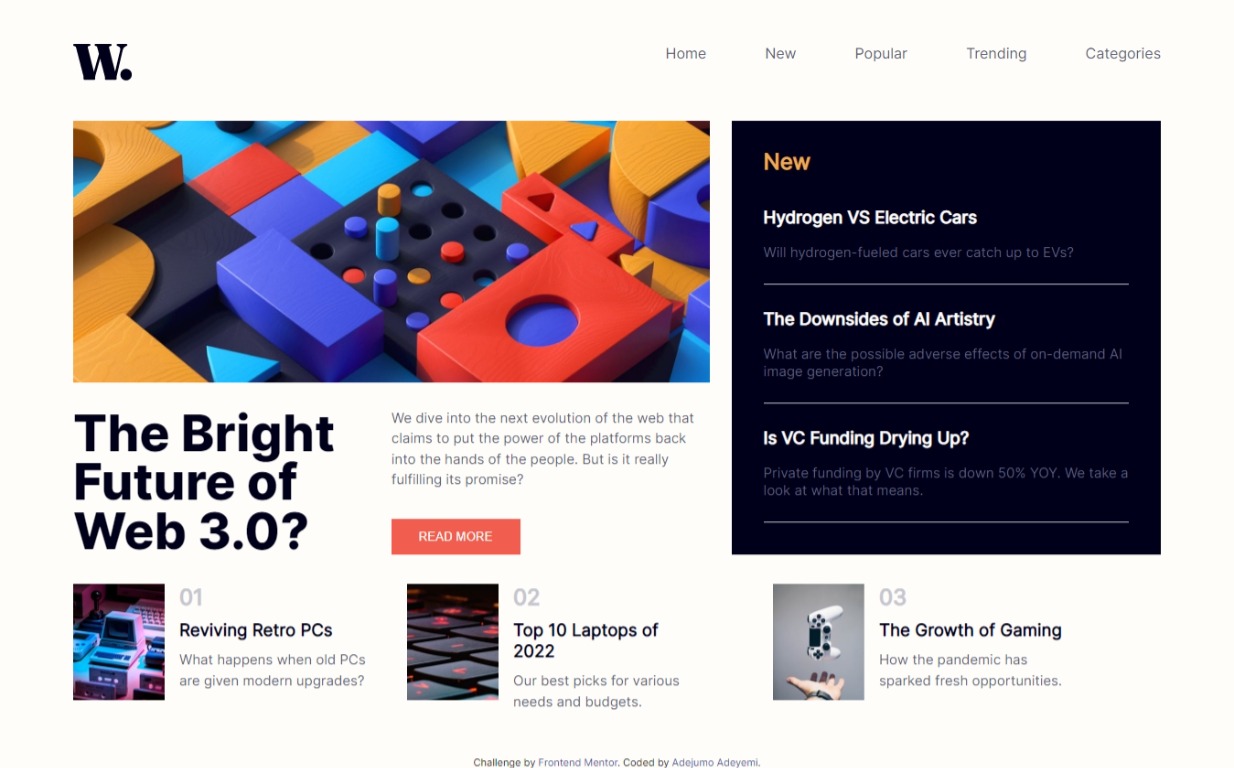 W.
Home New Popular Trending Categories
The Bright
Future of
Web 3.0?
We dive into the next evolution of the web that
claims to put the power of the platforms back
into the hands of the people. But is it really
fulfilling its promise?
READ MORE
New
Hydrogen VS Electric Cars
Will hydrogen-fueled cars ever catch up to EVs?
The Downsides of AI Artistry
What are the possible adverse effects of on-demand AI
image generation?
Is VC Funding Drying Up?
Private funding by VC firms is down 50% YOY. We take a
look at what that means.
01
Reviving Retro PCs
What happens when old PCs
are given modern upgrades?
02
Top 10 Laptops of
2022
Our best picks for various
needs and budgets.
03
The Growth of Gaming
How the pandemic has
sparked fresh opportunities.
Challenge by Frontend Mentor. Coded by Adejumo Adeyemi.